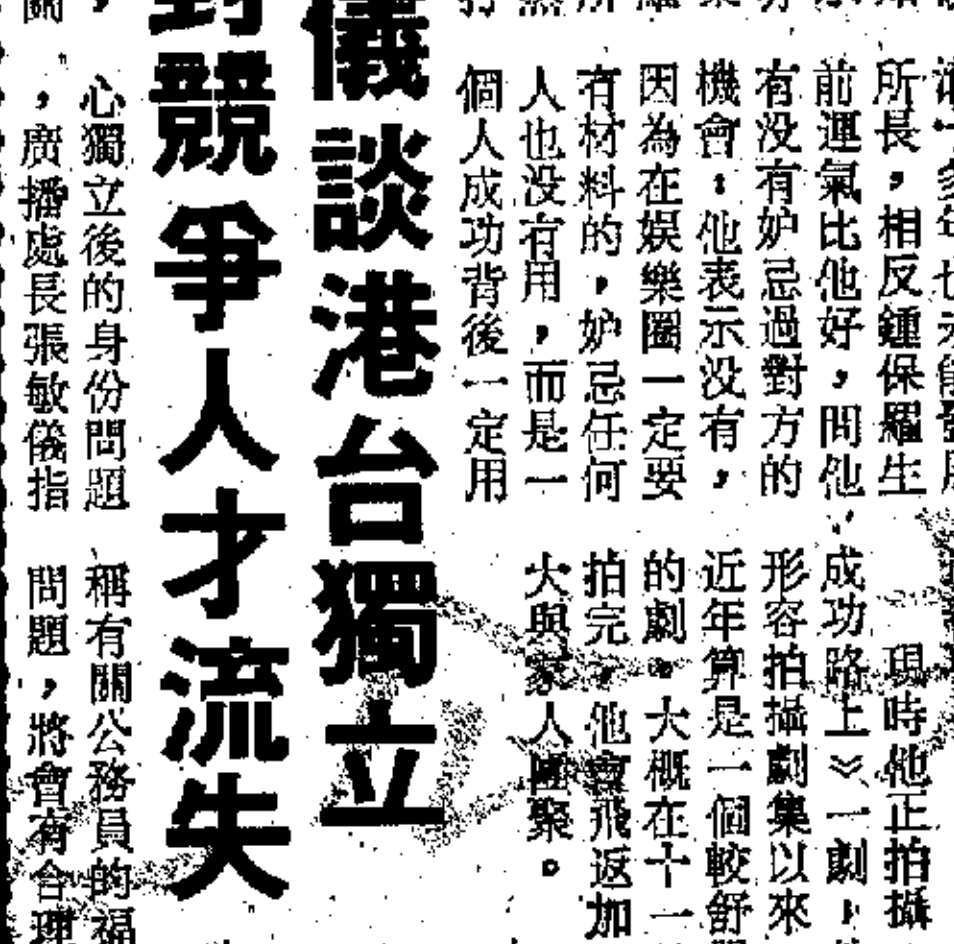 所長，相反鍾保羅生
前運氣比他好，問他
有没有妒忌過對方的
機會：他表示没有，
因為在娛樂圈一定要
有材料的，妒忌任何
人也没有用，而是一
個人成功背後一定用
現時他正拍攝
成功路上》一劇，
形容拍攝劇集以來
近年算是一個較舒
的劇。大概在十一
拍完，他會飛返加
大與家人團聚。
儀談港台獨立
競爭人才流失
心獨立後的身份問題
，廣播處長張敏儀指
稱有關公務員的福
問題，將會有合理